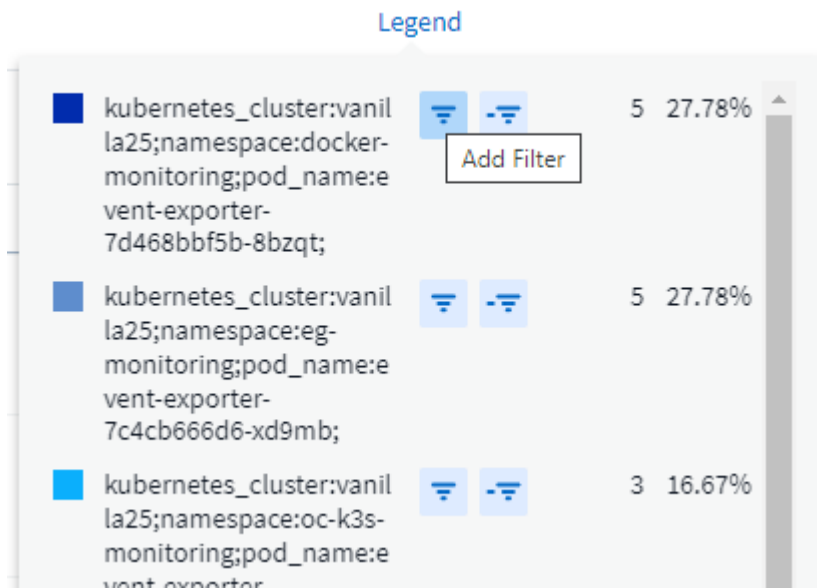 Legend
kubernetes_cluster:vanil 5 27.78%
la25;namespace:docker-
monitoring;pod_name:e
Add Filter
vent-exporter-
7d468bbf5b-8bzqt;
kubernetes_cluster:vanil 5 27.78%
la25;namespace:eg-
monitoring;pod_name:e
vent-exporter-
7c4cb666d6-xd9mb;
kubernetes_cluster:vanil 3 16.67%
la25;namespace:oc-k3s-
monitoring;pod_name:e
vent-exporter